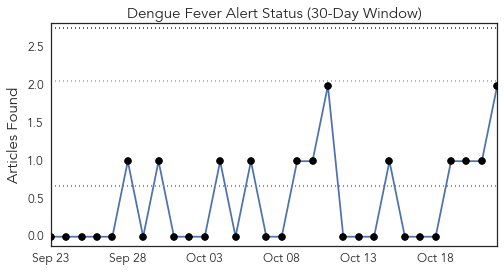 Dengue Fever Alert Status (30-Day Window)
Articles Found
2.5
2.0
1.5
1.0
0.5
0.0
Sep 23 Sep 28 Oct 03 Oct 08 Oct 13 Oct 18